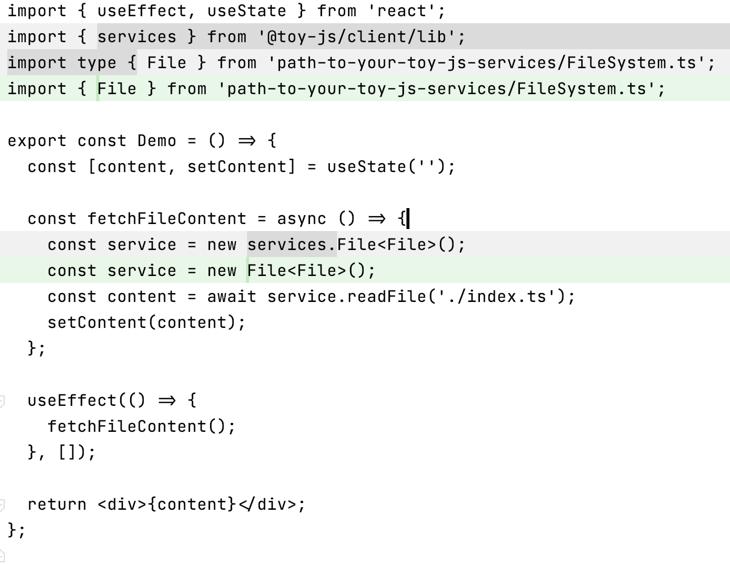 import { useEffect, useState } from 'react';
import { services } from '@toy-js/client/lib';
import type { File } from 'path-to-your-toy-js-services/FileSystem.ts';
import { File } from 'path-to-your-toy-js-services/FileSystem.ts';
export const Demo = () => {
const [content, setContent] = useState('');
const fetchFileContent = async () => {
const service = new services.File<File>();
const service = new File<File>();
const content = await service.readFile('./index.ts');
setContent(content);
};
useEffect(() => {
fetchFileContent();
}, []);
return <div>{content}</div>;
};